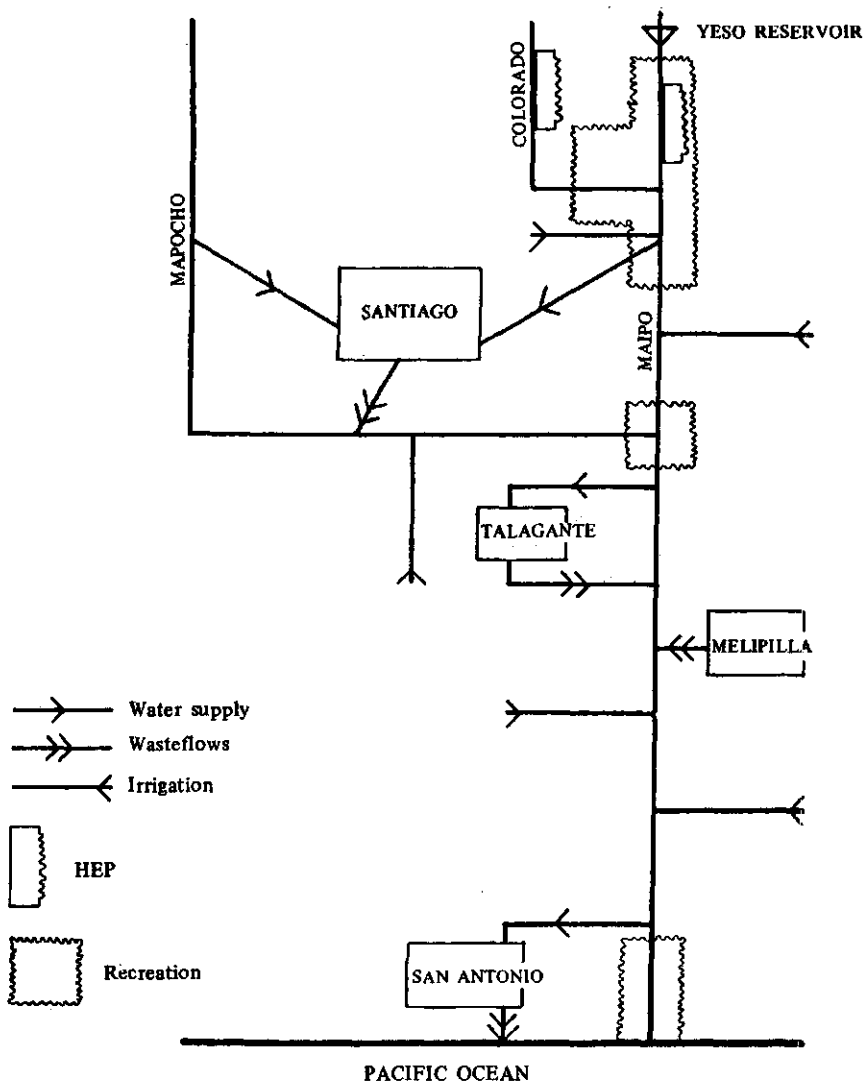 YESO RESERVOIR
COLORADO
MAPOCHO
SANTIAGO
MAIPO
TALAGANTE
MELIPILLA
Water supply
Wasteflows
Irrigation
HEP
Recreation
SAN ANTONIO
PACIFIC OCEAN